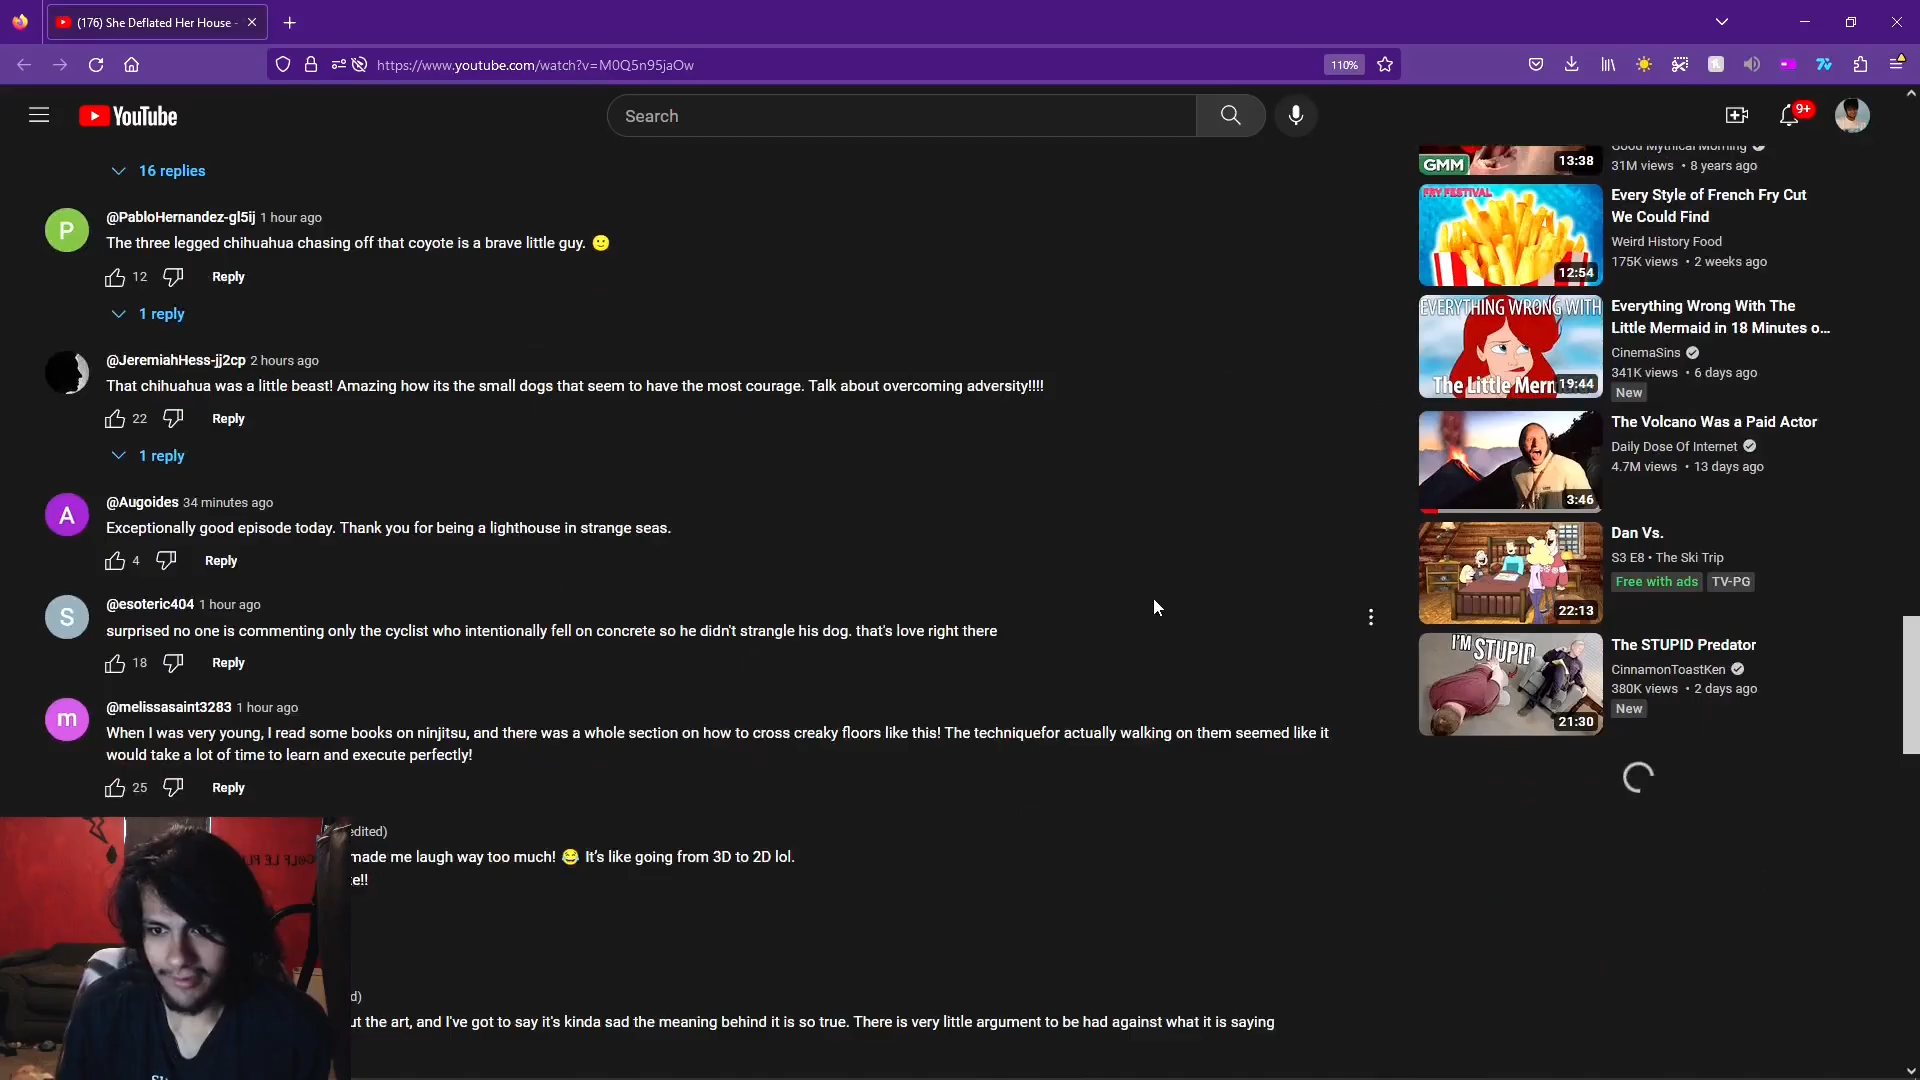 (176) She Deflated Her House -
https://www.youtube.com/watch?v=M0Q5n95jaOw
110%
YouTube
Search
9+
16 replies
@PabloHernandez-gl5ij 1 hour ago
The three legged chihuahua chasing off that coyote is a brave little guy. 🙂
12
Reply
1 reply
@JeremiahHess-jj2cp 2 hours ago
That chihuahua was a little beast! Amazing how its the small dogs that seem to have the most courage. Talk about overcoming adversity!!!!
22
Reply
1 reply
A
@Augoides 34 minutes ago
Exceptionally good episode today. Thank you for being a lighthouse in strange seas.
4
Reply
S
@esoteric404 1 hour ago
surprised no one is commenting only the cyclist who intentionally fell on concrete so he didn't strangle his dog. that's love right there
18
Reply
m
@melissasaint3283 1 hour ago
When I was very young, I read some books on ninjitsu, and there was a whole section on how to cross creaky floors like this! The techniquefor actually walking on them seemed like it
would take a lot of time to learn and execute perfectly!
25
Reply
edited)
made me laugh way too much! 😂 It's like going from 3D to 2D lol.
te!!
d)
ut the art, and I've got to say it's kinda sad the meaning behind it is so true. There is very little argument to be had against what it is saying
P
GMM
13:38
Good Mythical Morning
31M views • 8 years ago
FRY FESTIVAL
12:54
Every Style of French Fry Cut
We Could Find
Weird History Food
175K views • 2 weeks ago
EVERYTHING WRONG WITH
The Little Merm
19:44
Everything Wrong With The
Little Mermaid in 18 Minutes o...
CinemaSins
341K views • 6 days ago
New
3:46
The Volcano Was a Paid Actor
Daily Dose Of Internet
4.7M views • 13 days ago
22:13
Dan Vs.
S3 E8 • The Ski Trip
Free with ads
TV-PG
I'M STUPID
21:30
The STUPID Predator
CinnamonToastKen
380K views • 2 days ago
New